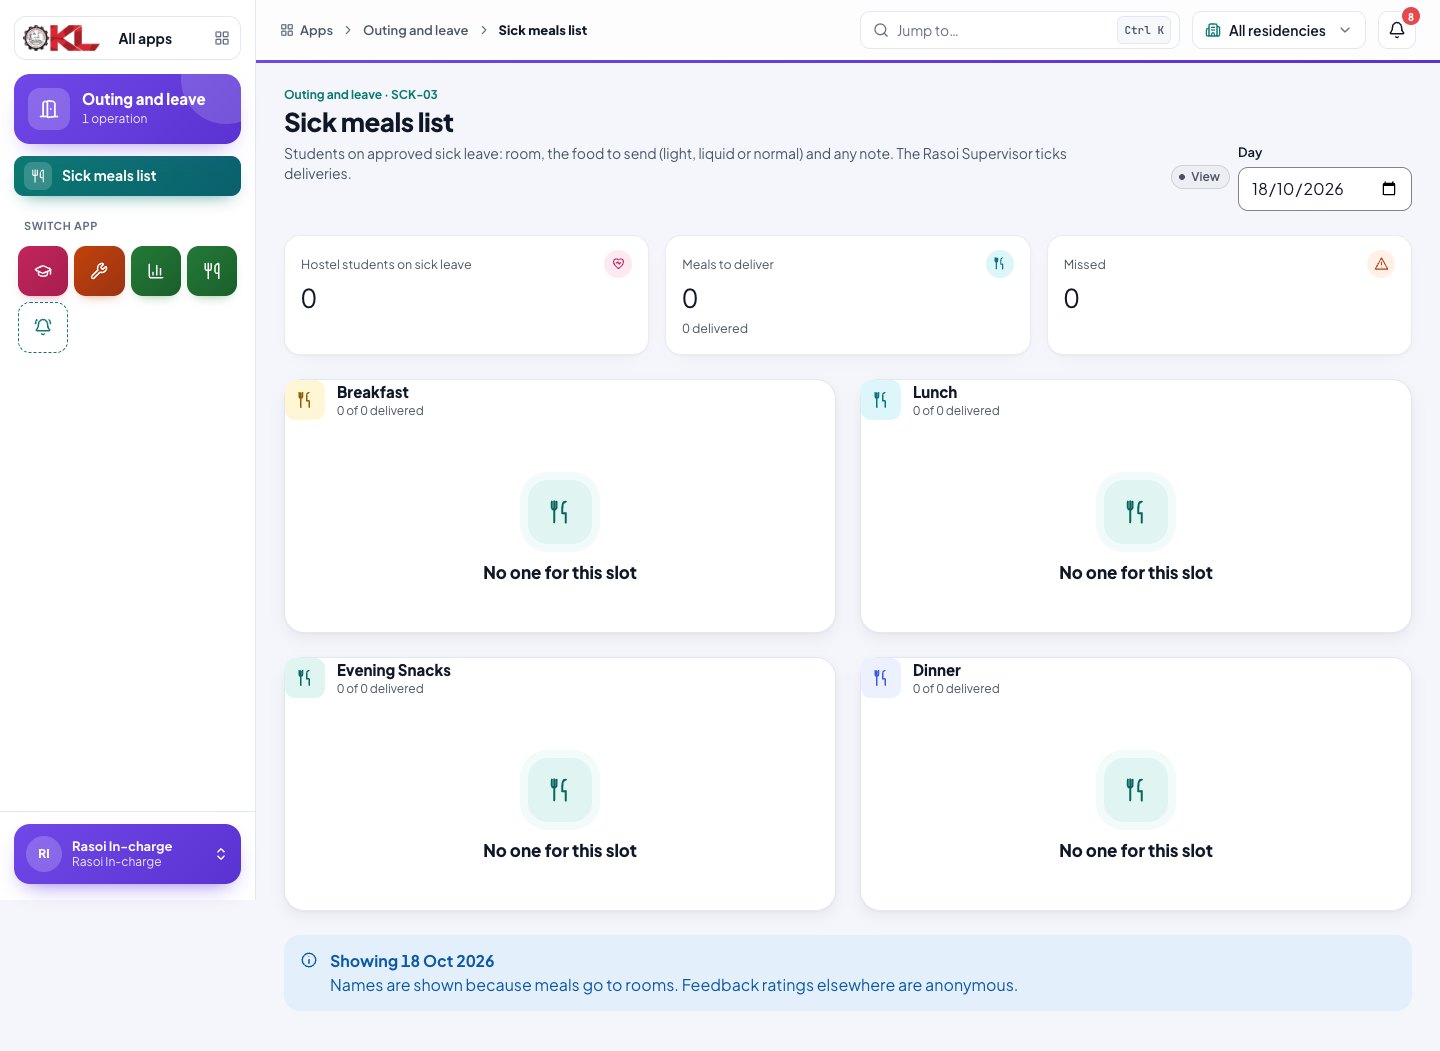 KL
All apps
Apps
Outing and leave
Sick meals list
Jump to...
Ctrl K
All residencies
8
Outing and leave
1 operation
Sick meals list
SWITCH APP
Outing and leave · SCK-03
Sick meals list
Students on approved sick leave: room, the food to send (light, liquid or normal) and any note. The Rasoi Supervisor ticks
deliveries.
View
Day
18/10/2026
Hostel students on sick leave
0
Meals to deliver
0
0 delivered
Missed
0
Breakfast
0 of 0 delivered
No one for this slot
Lunch
0 of 0 delivered
No one for this slot
Evening Snacks
0 of 0 delivered
No one for this slot
Dinner
0 of 0 delivered
No one for this slot
Showing 18 Oct 2026
Names are shown because meals go to rooms. Feedback ratings elsewhere are anonymous.
RI
Rasoi In-charge
Rasoi In-charge